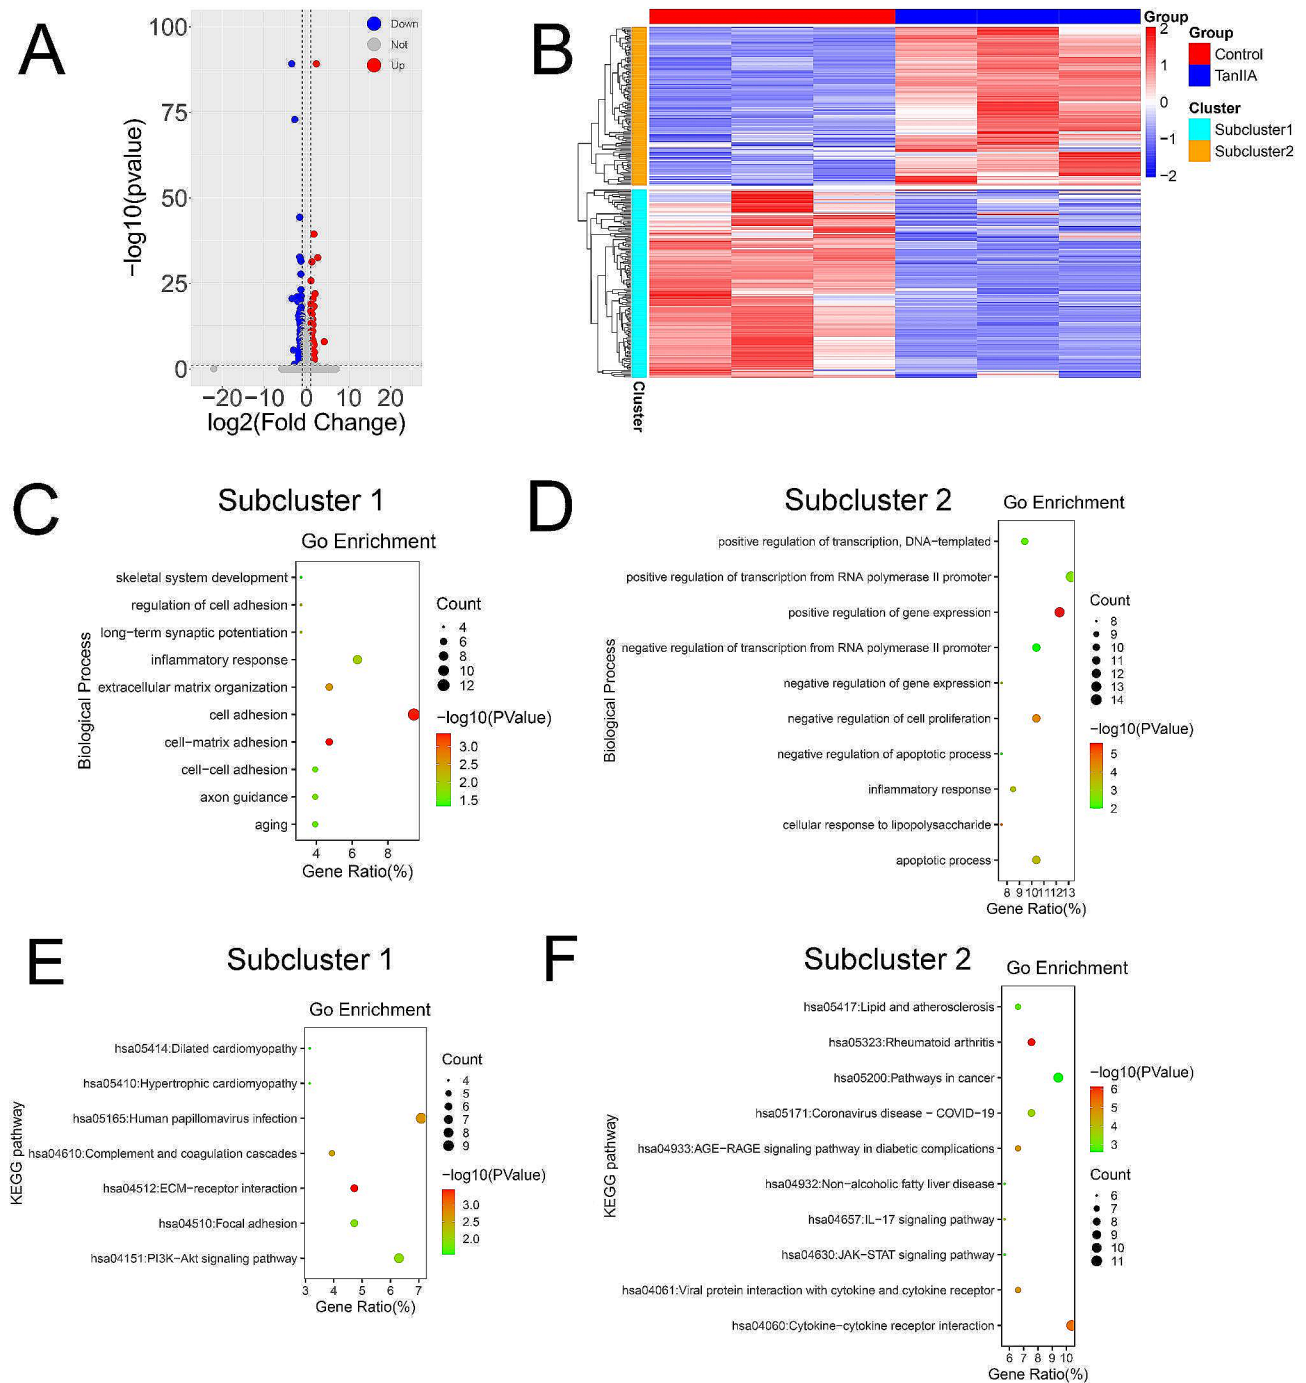 A
100
75
50
25
0
−log10(pvalue)
Down
Not
Up
−20 −10 0 10 20
log2(Fold Change)
B
Group
2
1
0
−1
−2
Group
Control
TanIIA
Cluster
Subcluster1
Subcluster2
Cluster
C
Subcluster 1
Go Enrichment
Biological Process
skeletal system development
regulation of cell adhesion
long−term synaptic potentiation
inflammatory response
extracellular matrix organization
cell adhesion
cell−matrix adhesion
cell−cell adhesion
axon guidance
aging
4 6 8
Gene Ratio(%)
Count
4
6
8
10
12
−log10(PValue)
3.0
2.5
2.0
1.5
D
Subcluster 2
Go Enrichment
Biological Process
positive regulation of transcription, DNA−templated
positive regulation of transcription from RNA polymerase II promoter
positive regulation of gene expression
negative regulation of transcription from RNA polymerase II promoter
negative regulation of gene expression
negative regulation of cell proliferation
negative regulation of apoptotic process
inflammatory response
cellular response to lipopolysaccharide
apoptotic process
8 9 10 11 12 13
Gene Ratio(%)
Count
8
9
10
11
12
13
14
−log10(PValue)
5
4
3
2
E
Subcluster 1
Go Enrichment
KEGG pathway
hsa05414:Dilated cardiomyopathy
hsa05410:Hypertrophic cardiomyopathy
hsa05165:Human papillomavirus infection
hsa04610:Complement and coagulation cascades
hsa04512:ECM−receptor interaction
hsa04510:Focal adhesion
hsa04151:PI3K−Akt signaling pathway
3 4 5 6 7
Gene Ratio(%)
Count
4
5
6
7
8
9
−log10(PValue)
3.0
2.5
2.0
F
Subcluster 2
Go Enrichment
KEGG pathway
hsa05417:Lipid and atherosclerosis
hsa05323:Rheumatoid arthritis
hsa05200:Pathways in cancer
hsa05171:Coronavirus disease − COVID−19
hsa04933:AGE−RAGE signaling pathway in diabetic complications
hsa04932:Non−alcoholic fatty liver disease
hsa04657:IL−17 signaling pathway
hsa04630:JAK−STAT signaling pathway
hsa04061:Viral protein interaction with cytokine and cytokine receptor
hsa04060:Cytokine−cytokine receptor interaction
6 7 8 9 10
Gene Ratio(%)
−log10(PValue)
6
5
4
3
Count
6
7
8
9
10
11